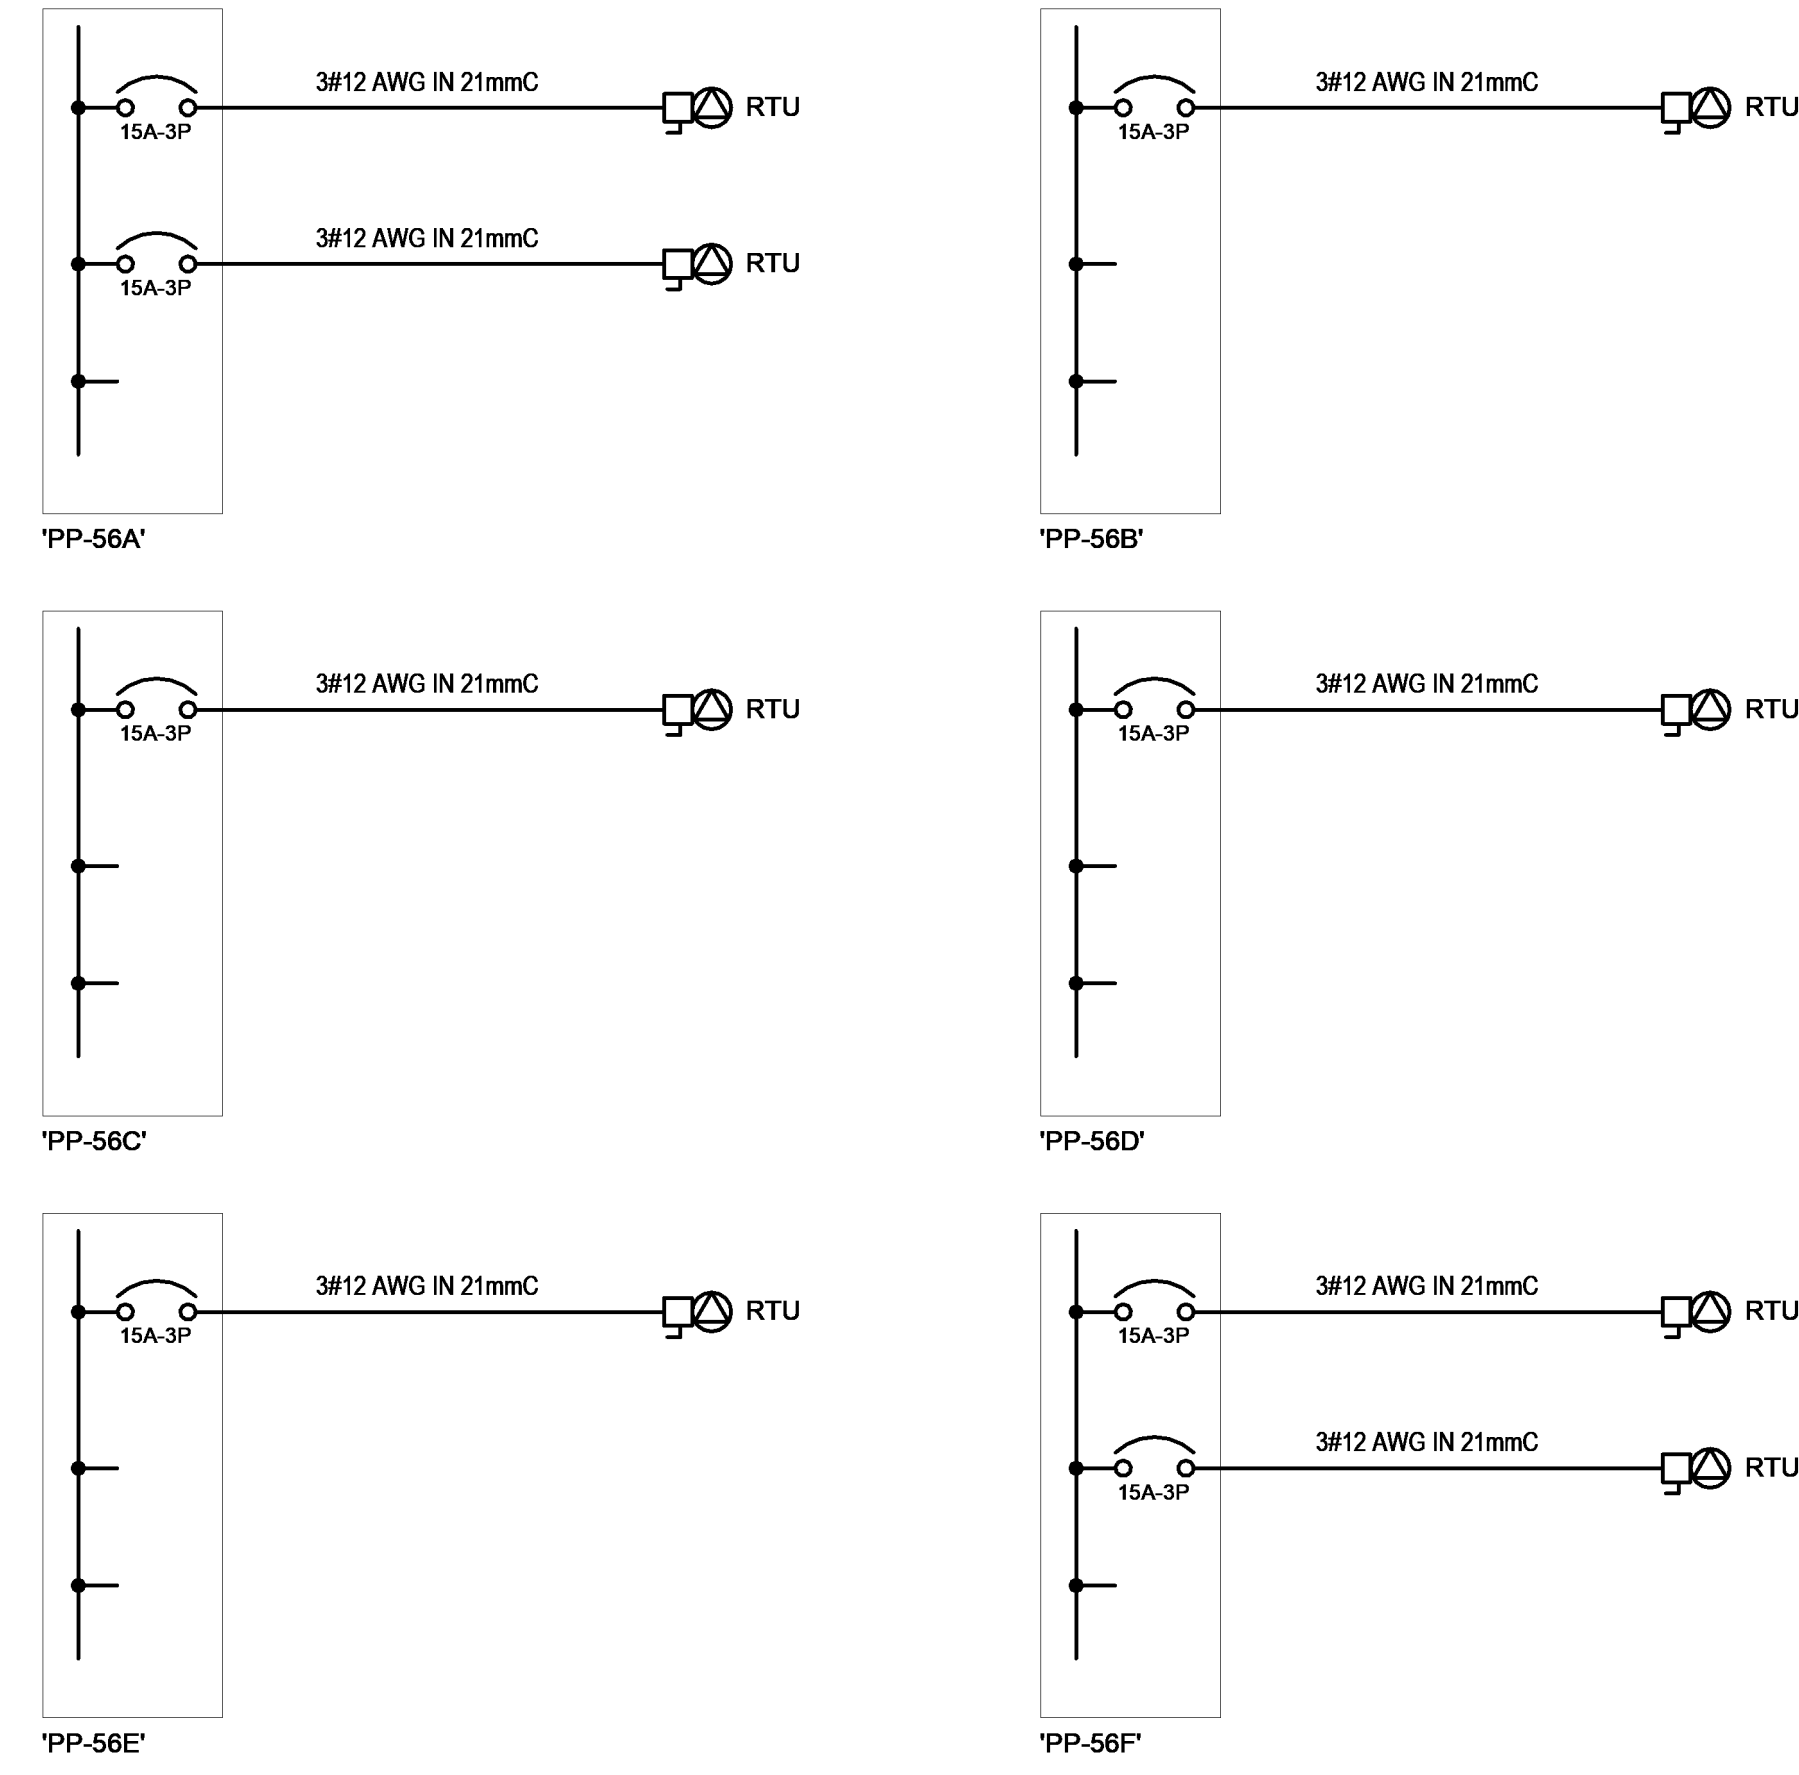 3#12 AWG IN 21mmC
RTU
15A-3P
3#12 AWG IN 21mmC
RTU
15A-3P
'PP-56A'
3#12 AWG IN 21mmC
RTU
15A-3P
'PP-56B'
3#12 AWG IN 21mmC
RTU
15A-3P
'PP-56C'
3#12 AWG IN 21mmC
RTU
15A-3P
'PP-56D'
3#12 AWG IN 21mmC
RTU
15A-3P
'PP-56E'
3#12 AWG IN 21mmC
RTU
15A-3P
3#12 AWG IN 21mmC
RTU
15A-3P
'PP-56F'